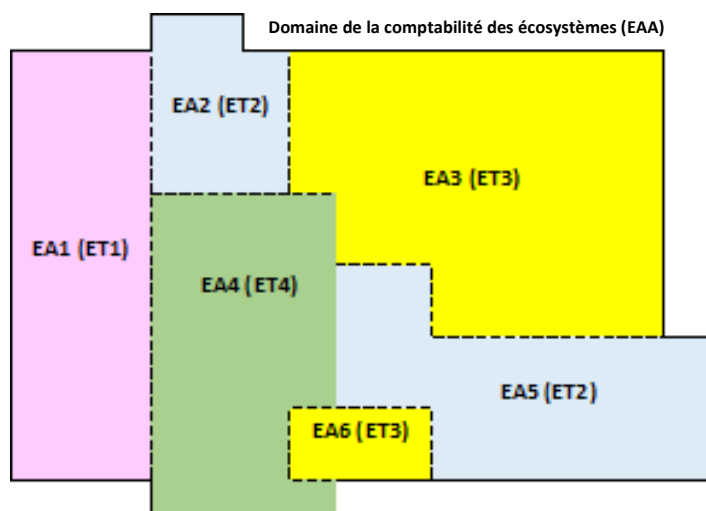 Domaine de la comptabilité des écosystèmes (EAA)
EA2 (ET2)
EA3 (ET3)
EA1 (ET1)
EA4 (ET4)
EA5 (ET2)
EA6 (ET3)